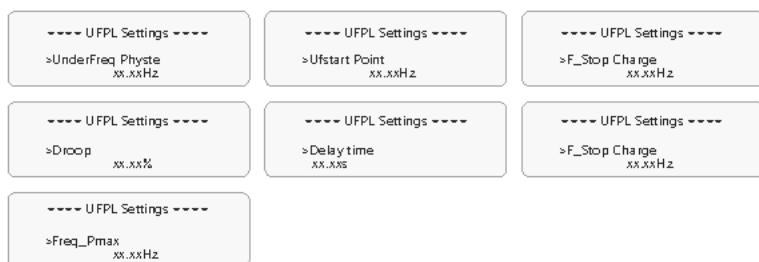 ---- UFPL Settings ---- ---- UFPL Settings ---- ---- UFPL Settings ----
>UnderFreq Physte >Ufstart Point >F_Stop Charge
xx.xxHz xx.xxHz xx.xxHz
---- UFPL Settings ---- ---- UFPL Settings ---- ---- UFPL Settings ----
>Droop >Delay time >F_Stop Charge
xx.xx% xx.xxs xx.xxHz
---- UFPL Settings ----
>Freq_Pmax
xx.xxHz